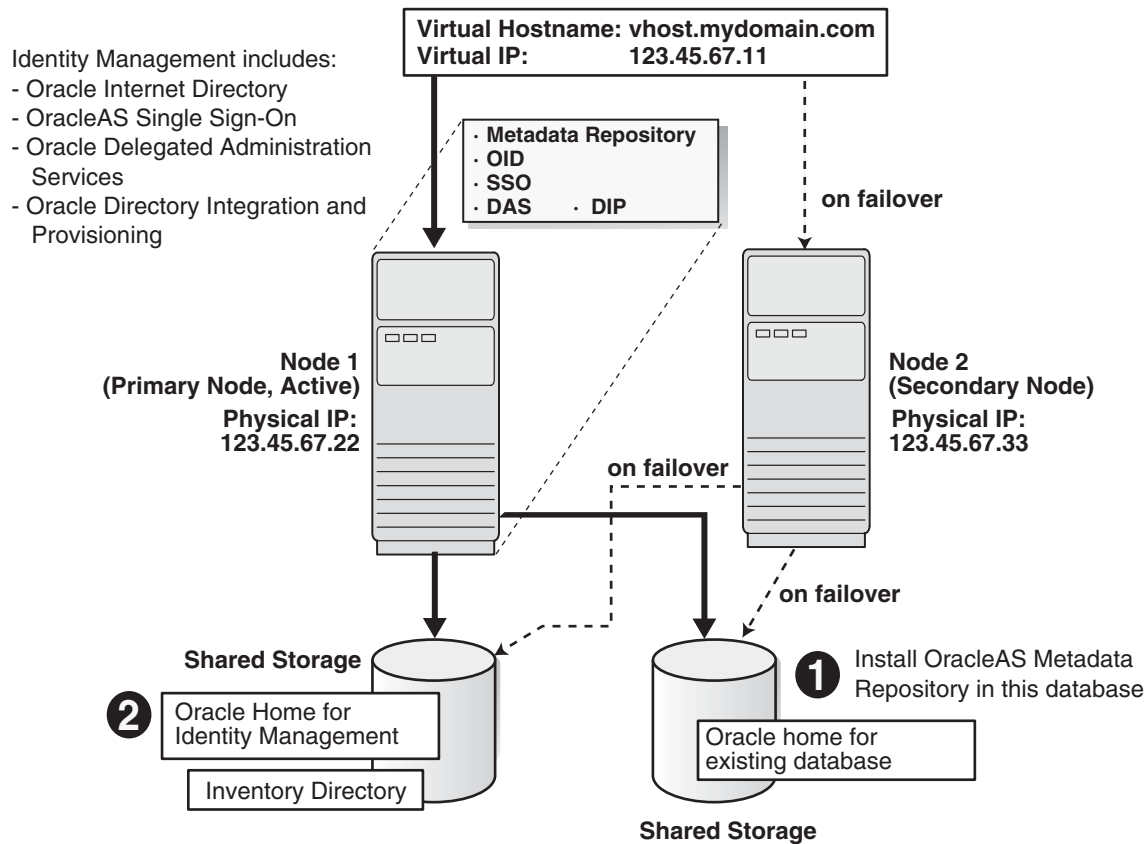 Virtual Hostname: vhost.mydomain.com
Virtual IP: 123.45.67.11
Identity Management includes:
- Oracle Internet Directory
- OracleAS Single Sign-On
- Oracle Delegated Administration
Services
- Oracle Directory Integration and
Provisioning
· Metadata Repository
· OID
· SSO
· DAS · DIP
on failover
Node 1
(Primary Node, Active)
Physical IP:
123.45.67.22
Node 2
(Secondary Node)
Physical IP:
123.45.67.33
on failover
on failover
Shared Storage
2
Oracle Home for
Identity Management
Inventory Directory
1
Install OracleAS Metadata
Repository in this database
Oracle home for
existing database
Shared Storage